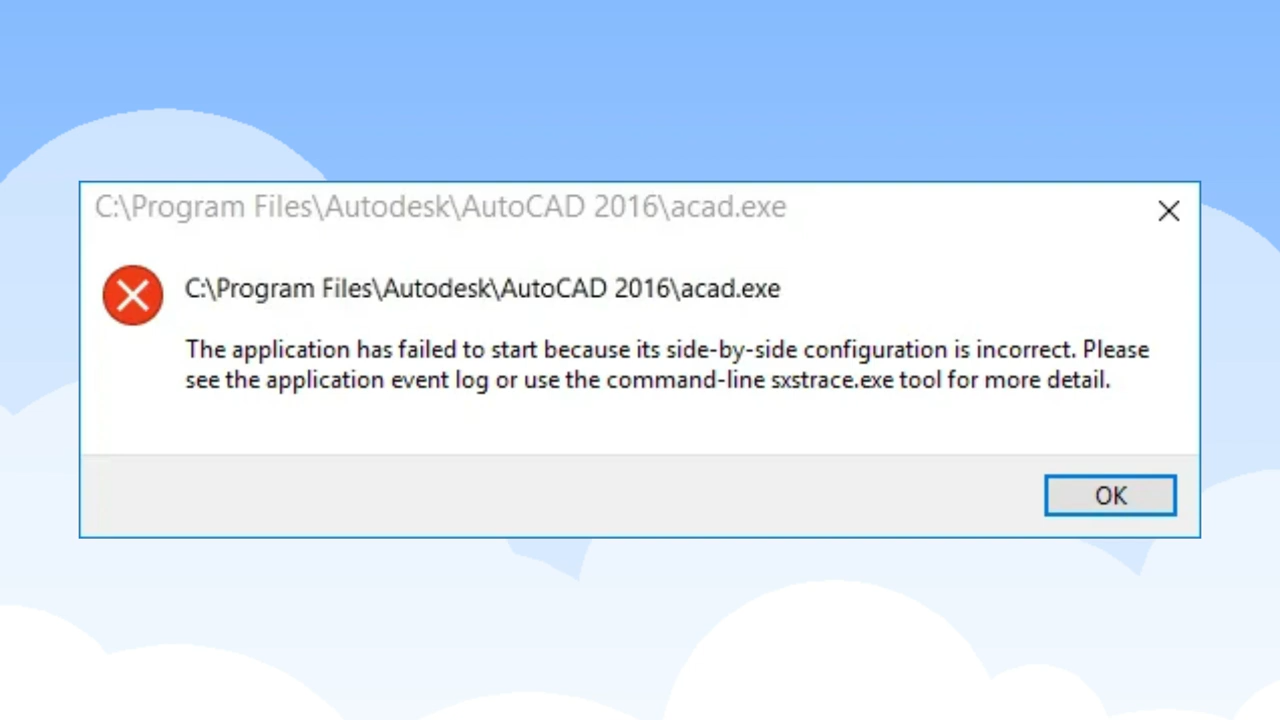 C:\Program Files\Autodesk\AutoCAD 2016\acad.exe
C:\Program Files\Autodesk\AutoCAD 2016\acad.exe
The application has failed to start because its side-by-side configuration is incorrect. Please
see the application event log or use the command-line sxstrace.exe tool for more detail.
OK